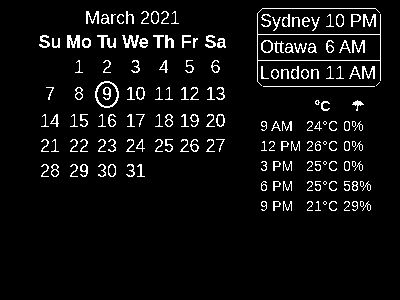 March 2021
Su Mo Tu We Th Fr Sa
1 2 3 4 5 6
7 8 9 10 11 12 13
14 15 16 17 18 19 20
21 22 23 24 25 26 27
28 29 30 31
Sydney 10 PM
Ottawa 6 AM
London 11 AM
°C
9 AM 24°C 0%
12 PM 26°C 0%
3 PM 25°C 0%
6 PM 25°C 58%
9 PM 21°C 29%